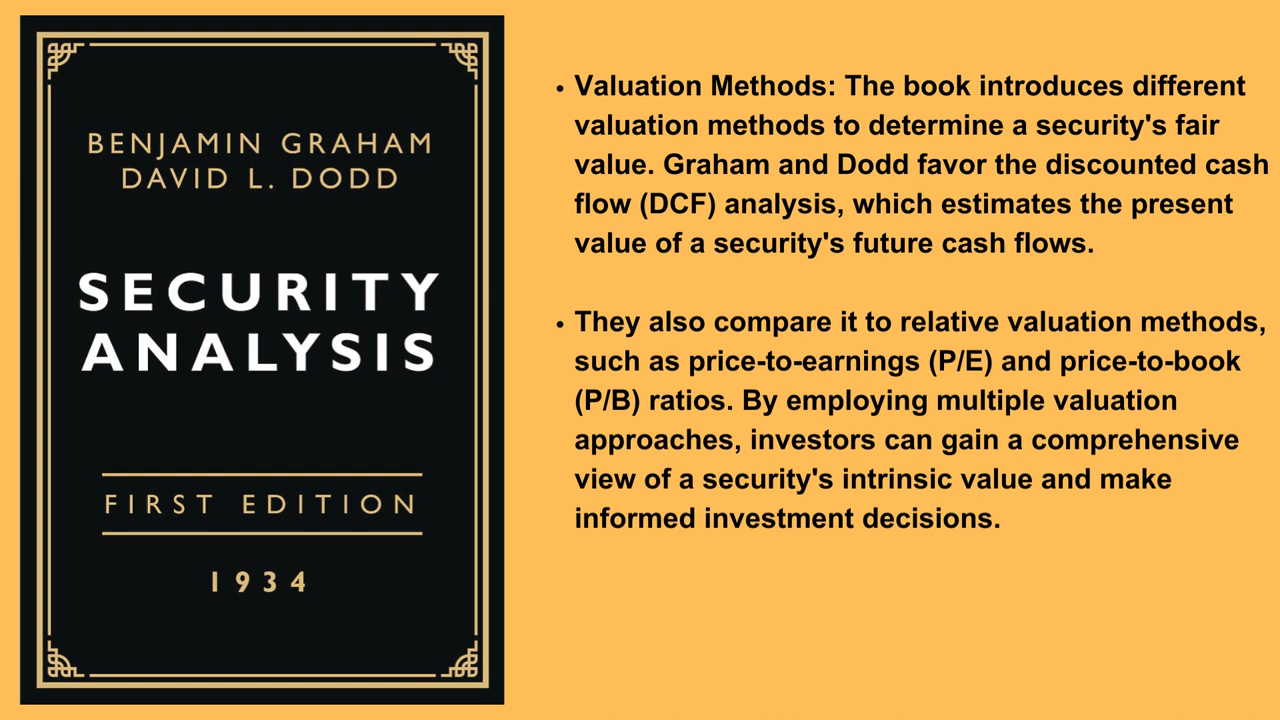 BENJAMIN GRAHAM
DAVID L. DODD
SECURITY
ANALYSIS
FIRST EDITION
1934
• Valuation Methods: The book introduces different
valuation methods to determine a security's fair
value. Graham and Dodd favor the discounted cash
flow (DCF) analysis, which estimates the present
value of a security's future cash flows.
• They also compare it to relative valuation methods,
such as price-to-earnings (P/E) and price-to-book
(P/B) ratios. By employing multiple valuation
approaches, investors can gain a comprehensive
view of a security's intrinsic value and make
informed investment decisions.